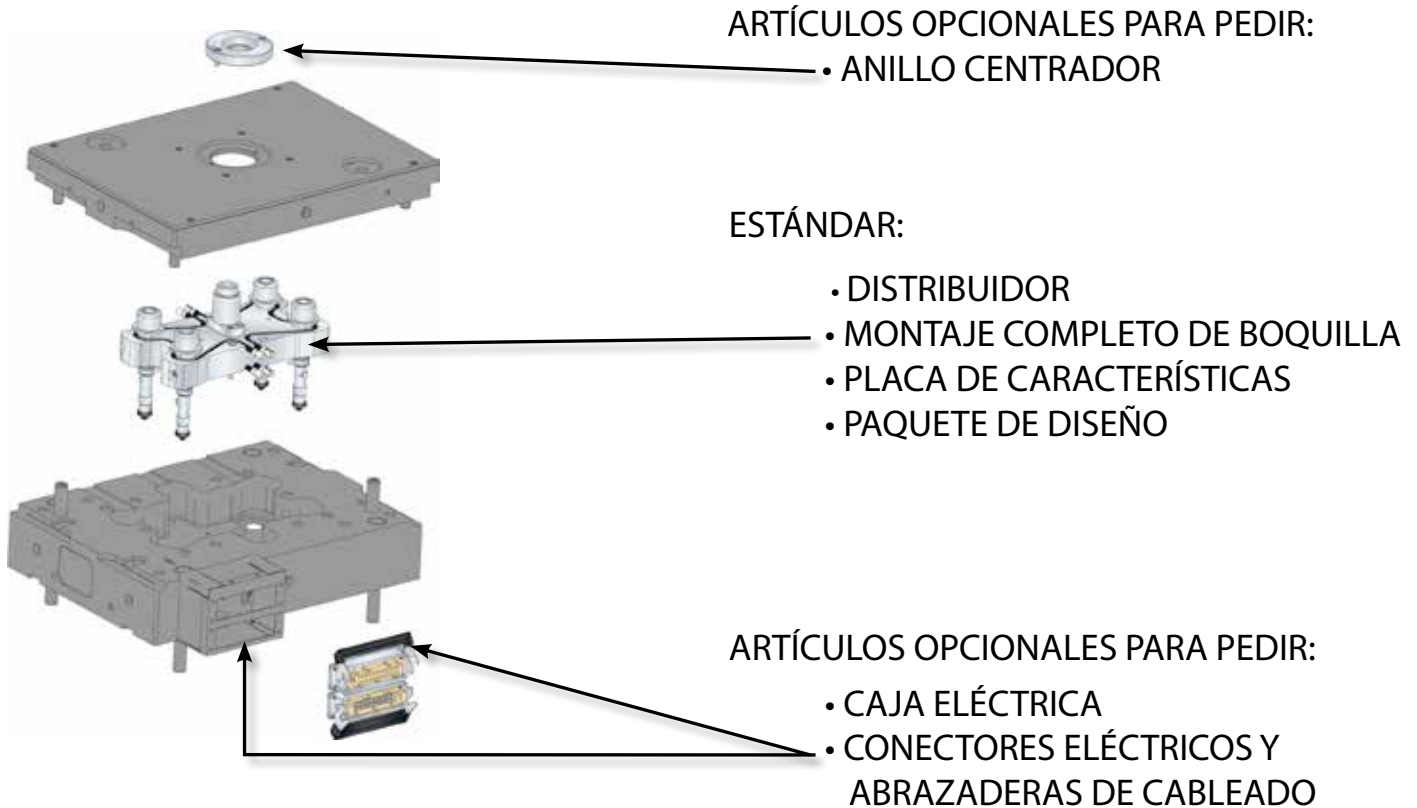 ARTÍCULOS OPCIONALES PARA PEDIR:
• ANILLO CENTRADOR
ESTÁNDAR:
• DISTRIBUIDOR
• MONTAJE COMPLETO DE BOQUILLA
• PLACA DE CARACTERÍSTICAS
• PAQUETE DE DISEÑO
ARTÍCULOS OPCIONALES PARA PEDIR:
• CAJA ELÉCTRICA
• CONECTORES ELÉCTRICOS Y
ABRAZADERAS DE CABLEADO